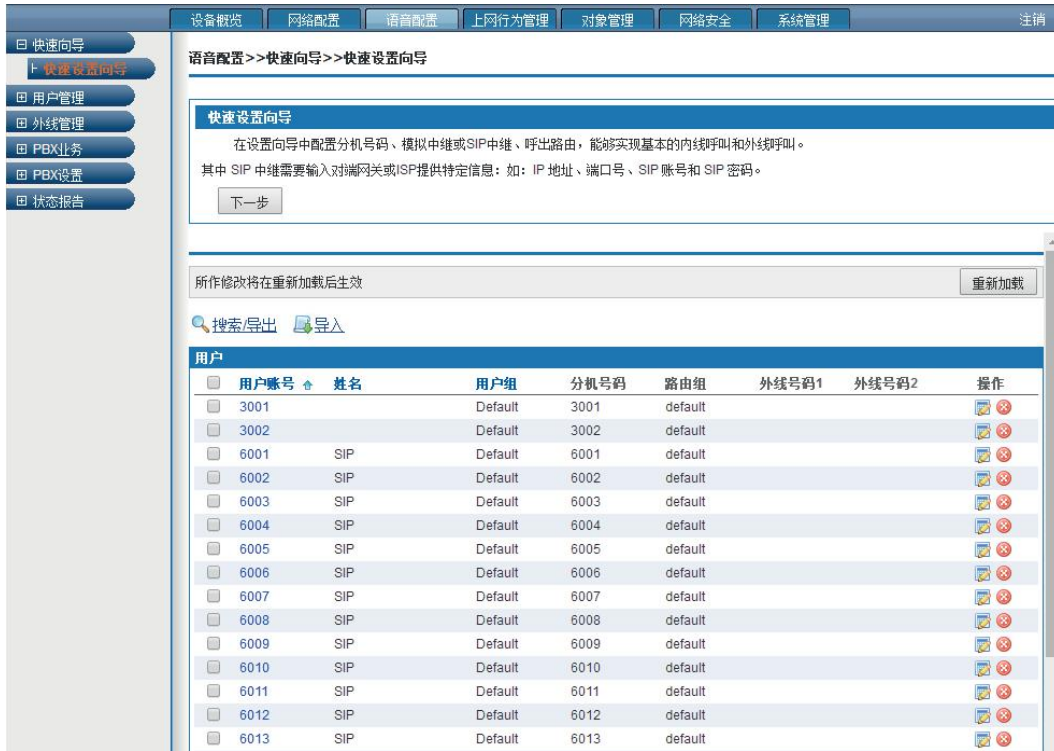 设备概览 网络配置 语音配置 上网行为管理 对象管理 网络安全 系统管理 注销
快速向导
快速设置向导
用户管理
外线管理
PBX业务
PBX设置
状态报告
语音配置>>快速向导>>快速设置向导
快速设置向导
在设置向导中配置分机号码、模拟中继或SIP中继、呼出路由，能够实现基本的内线呼叫和外线呼叫。
其中 SIP 中继需要输入对端网关或ISP提供特定信息：如：IP 地址、端口号、SIP 账号和 SIP 密码。
下一步
所作修改将在重新加载后生效 重新加载
搜索/导出 导入
用户
用户账号 姓名 用户组 分机号码 路由组 外线号码1 外线号码2 操作
3001 Default 3001 default
3002 Default 3002 default
6001 SIP Default 6001 default
6002 SIP Default 6002 default
6003 SIP Default 6003 default
6004 SIP Default 6004 default
6005 SIP Default 6005 default
6006 SIP Default 6006 default
6007 SIP Default 6007 default
6008 SIP Default 6008 default
6009 SIP Default 6009 default
6010 SIP Default 6010 default
6011 SIP Default 6011 default
6012 SIP Default 6012 default
6013 SIP Default 6013 default